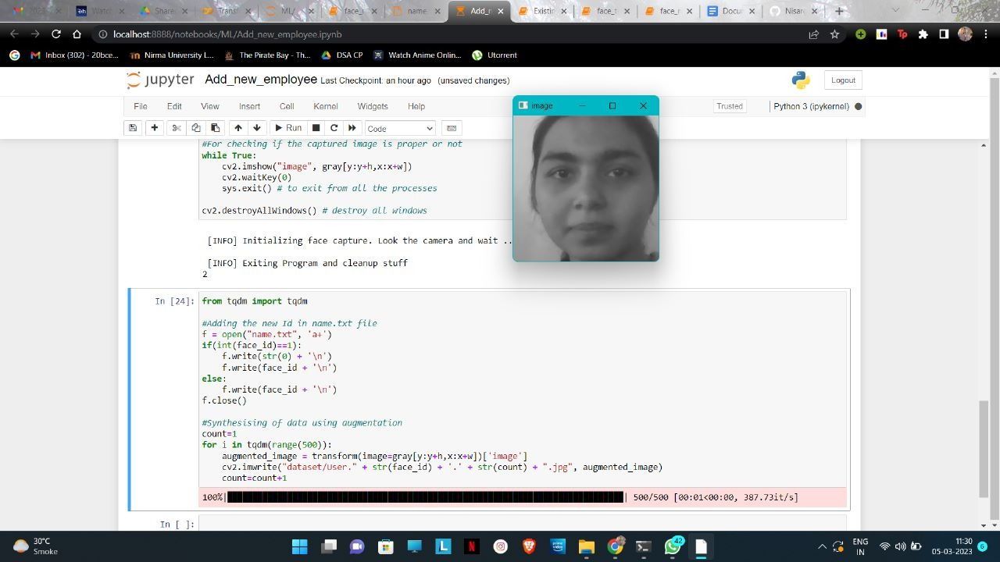 2023
Watch
Share
Transf
ML/
face_
name.
Add_n
Existin
face_t
face_r
Docu
Nisar
localhost:8888/notebooks/ML/Add_new_employee.ipynb
Inbox (302) - 20bce...
Nirma University L...
The Pirate Bay - Th...
DSA CP
Watch Anime Onlin...
Utorrent
jupyter Add_new_employee Last Checkpoint: an hour ago (unsaved changes)
Logout
File Edit View Insert Cell Kernel Widgets Help
Trusted
Python 3 (ipykernel)
Run
Code
image
#For checking if the captured image is proper or not
while True:
    cv2.imshow("image", gray[y:y+h,x:x+w])
    cv2.waitKey(0)
    sys.exit() # to exit from all the processes
cv2.destroyAllWindows() # destroy all windows
[INFO] Initializing face capture. Look the camera and wait ..
[INFO] Exiting Program and cleanup stuff
2
In [24]:
from tqdm import tqdm
#Adding the new Id in name.txt file
f = open("name.txt", 'a+')
if(int(face_id)==1):
    f.write(str(0) + '\n')
    f.write(face_id + '\n')
else:
    f.write(face_id + '\n')
f.close()
#Synthesising of data using augmentation
count=1
for i in tqdm(range(500)):
    augmented_image = transform(image=gray[y:y+h,x:x+w])['image']
    cv2.imwrite("dataset/User." + str(face_id) + '.' + str(count) + ".jpg", augmented_image)
    count=count+1
100%| | 500/500 [00:01<00:00, 387.73it/s]
In [ ]:
30°C
Smoke
42
ENG
IN
11:30
05-03-2023
6